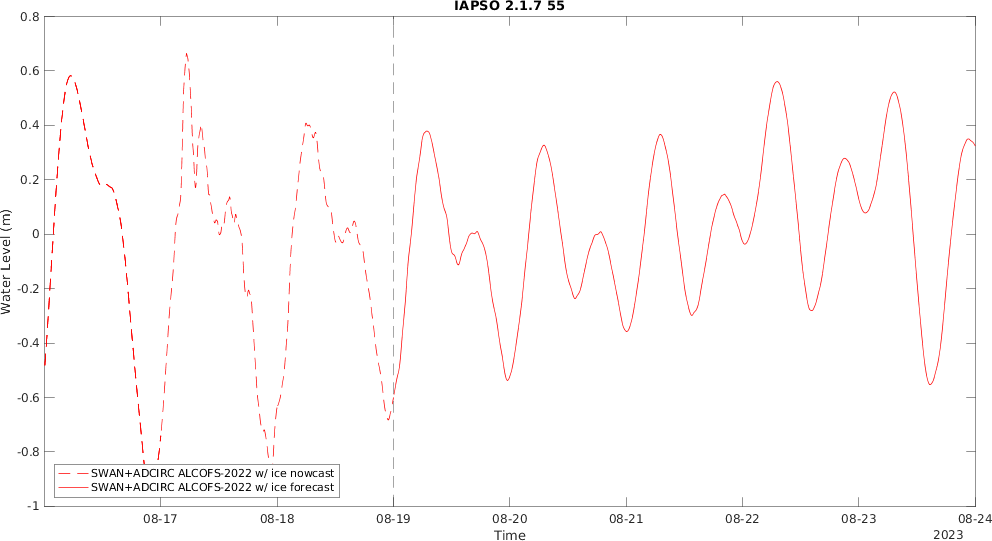 IAPSO 2.1.7 55
Water Level (m)
0.8
0.6
0.4
0.2
0
-0.2
-0.4
-0.6
-0.8
-1
SWAN+ADCIRC ALCOFS-2022 w/ ice nowcast
SWAN+ADCIRC ALCOFS-2022 w/ ice forecast
08-17 08-18 08-19 08-20 08-21 08-22 08-23 08-24
Time
2023